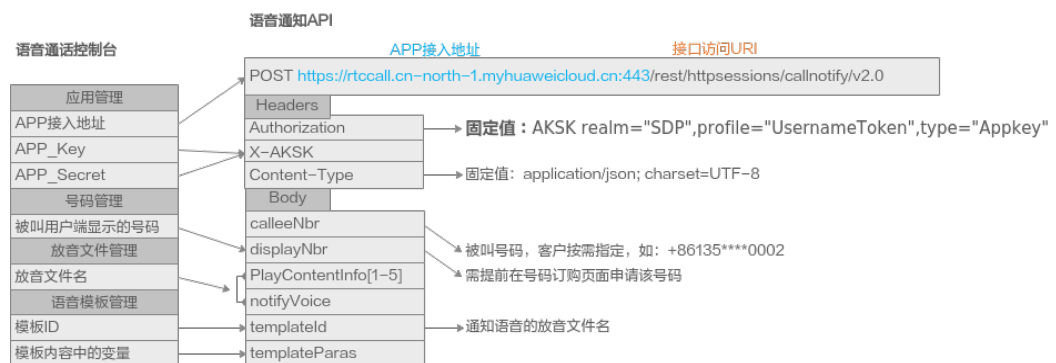 语音通知API
语音通话控制台
APP接入地址
接口访问URI
POST https://rtccall.cn-north-1.myhuaweicloud.cn:443/rest/httpsessions/callnotify/v2.0
应用管理
APP接入地址
APP_Key
APP_Secret
号码管理
被叫用户端显示的号码
放音文件管理
放音文件名
语音模板管理
模板ID
模板内容中的变量
Headers
Authorization
固定值：AKSK realm="SDP",profile="UsernameToken",type="Appkey"
X-AKSK
Content-Type
固定值：application/json; charset=UTF-8
Body
calleeNbr
displayNbr
被叫号码，客户按需指定，如：+86135****0002
PlayContentInfo[1-5]
需提前在号码订购页面申请该号码
notifyVoice
templateId
通知语音的放音文件名
templateParas